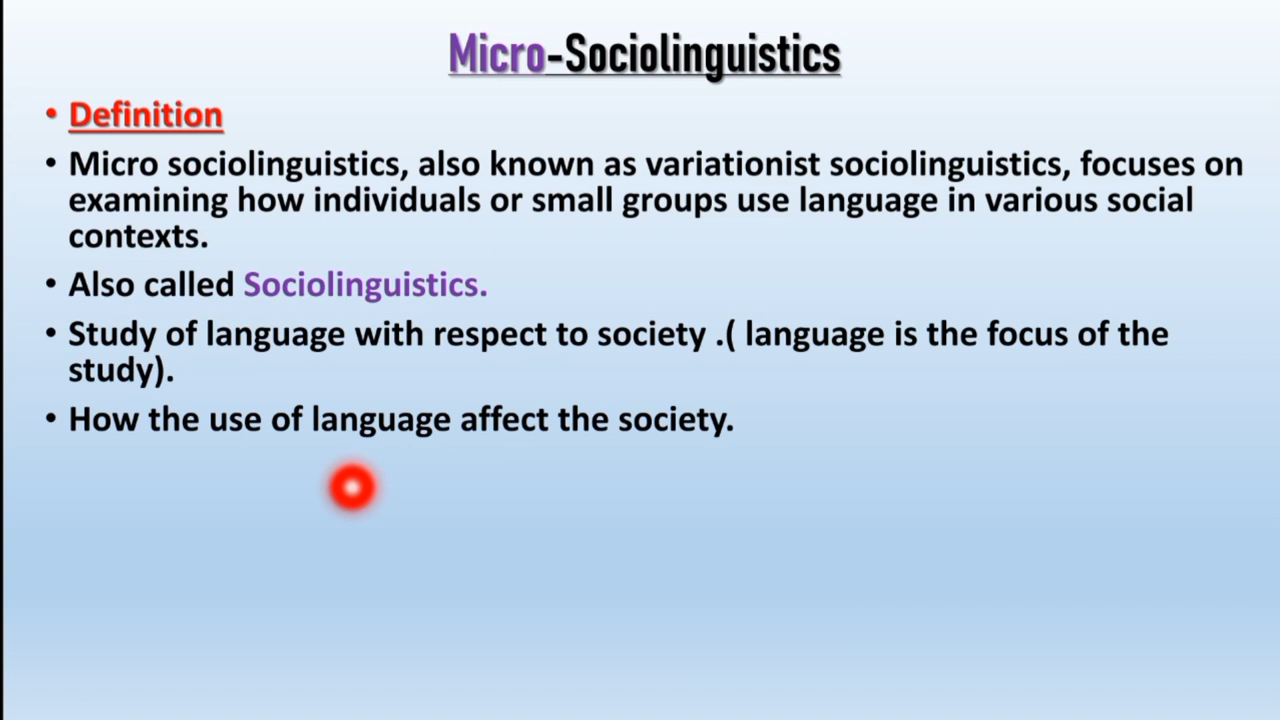 Micro-Sociolinguistics
• Definition
• Micro sociolinguistics, also known as variationist sociolinguistics, focuses on
examining how individuals or small groups use language in various social
contexts.
• Also called Sociolinguistics.
• Study of language with respect to society .( language is the focus of the
study).
• How the use of language affect the society.